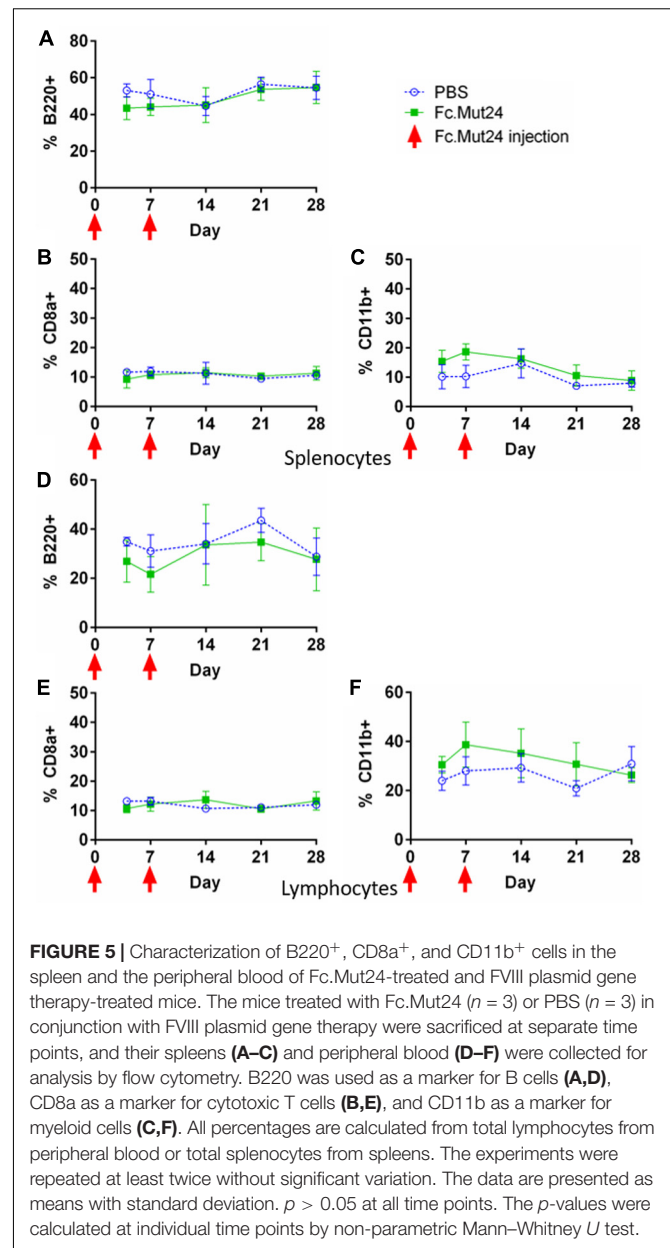 A
% B220+
80
60
40
20
0
0 7 14 21 28
Day
PBS
Fc.Mut24
Fc.Mut24 injection
B
% CD8a+
50
40
30
20
10
0
0 7 14 21 28
Day
C
% CD11b+
50
40
30
20
10
0
0 7 14 21 28
Day
Splenocytes
D
% B220+
60
40
20
0
0 7 14 21 28
Day
E
% CD8a+
50
40
30
20
10
0
0 7 14 21 28
Day
F
% CD11b+
60
40
20
0
0 7 14 21 28
Day
Lymphocytes
FIGURE 5 | Characterization of B220+, CD8a+, and CD11b+ cells in the
spleen and the peripheral blood of Fc.Mut24-treated and FVIII plasmid gene
therapy-treated mice. The mice treated with Fc.Mut24 (n = 3) or PBS (n = 3) in
conjunction with FVIII plasmid gene therapy were sacrificed at separate time
points, and their spleens (A–C) and peripheral blood (D–F) were collected for
analysis by flow cytometry. B220 was used as a marker for B cells (A,D),
CD8a as a marker for cytotoxic T cells (B,E), and CD11b as a marker for
myeloid cells (C,F). All percentages are calculated from total lymphocytes from
peripheral blood or total splenocytes from spleens. The experiments were
repeated at least twice without significant variation. The data are presented as
means with standard deviation. p > 0.05 at all time points. The p-values were
calculated at individual time points by non-parametric Mann–Whitney U test.